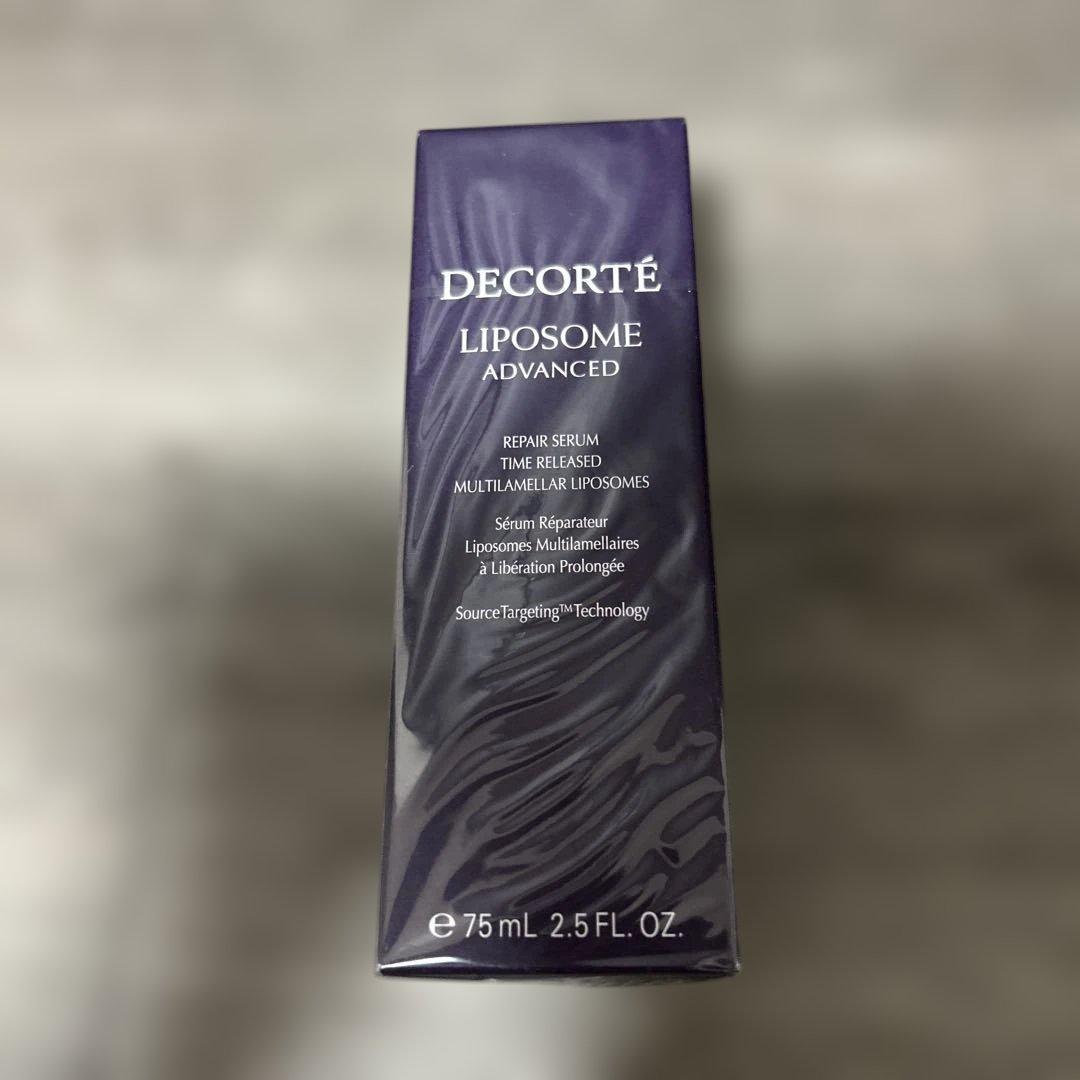 DECORTÉ
LIPOSOME
ADVANCED
REPAIR SERUM
TIME RELEASED
MULTILAMELLAR LIPOSOMES
Sérum Réparateur
Liposomes Multilamellaires
à Libération Prolongée
SourceTargeting™Technology
℮ 75 mL 2.5 FL. OZ.